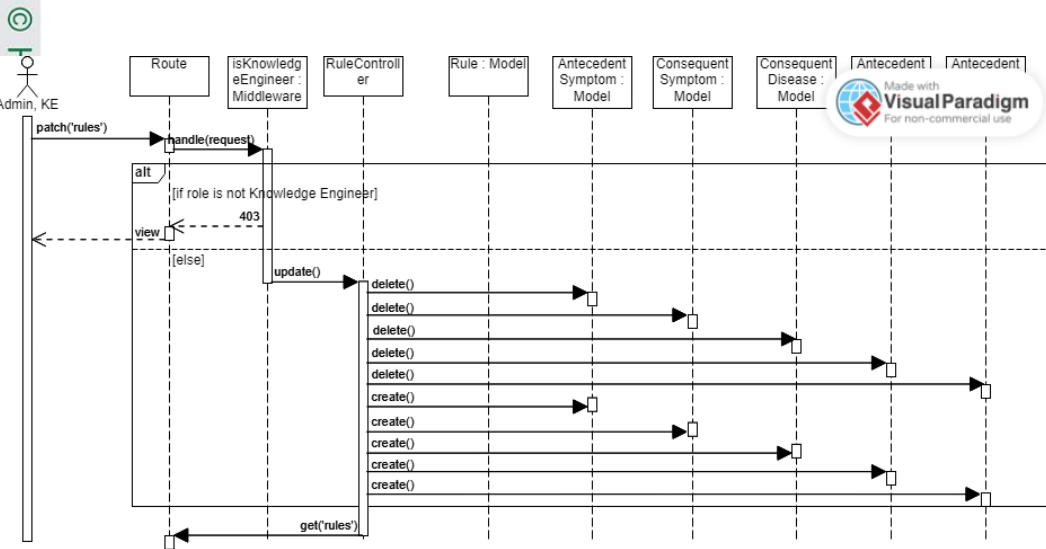 ©
Route
isKnowledg
eEngineer :
Middleware
RuleControll
er
Rule : Model
Antecedent
Symptom :
Model
Consequent
Symptom :
Model
Consequent
Disease :
Model
Antecedent
Antecedent
Made with
Visual Paradigm
For non-commercial use
Admin, KE
patch('rules')
handle(request)
alt
[if role is not Knowledge Engineer]
403
view
[else]
update()
delete()
delete()
delete()
delete()
delete()
create()
create()
create()
create()
create()
get('rules')